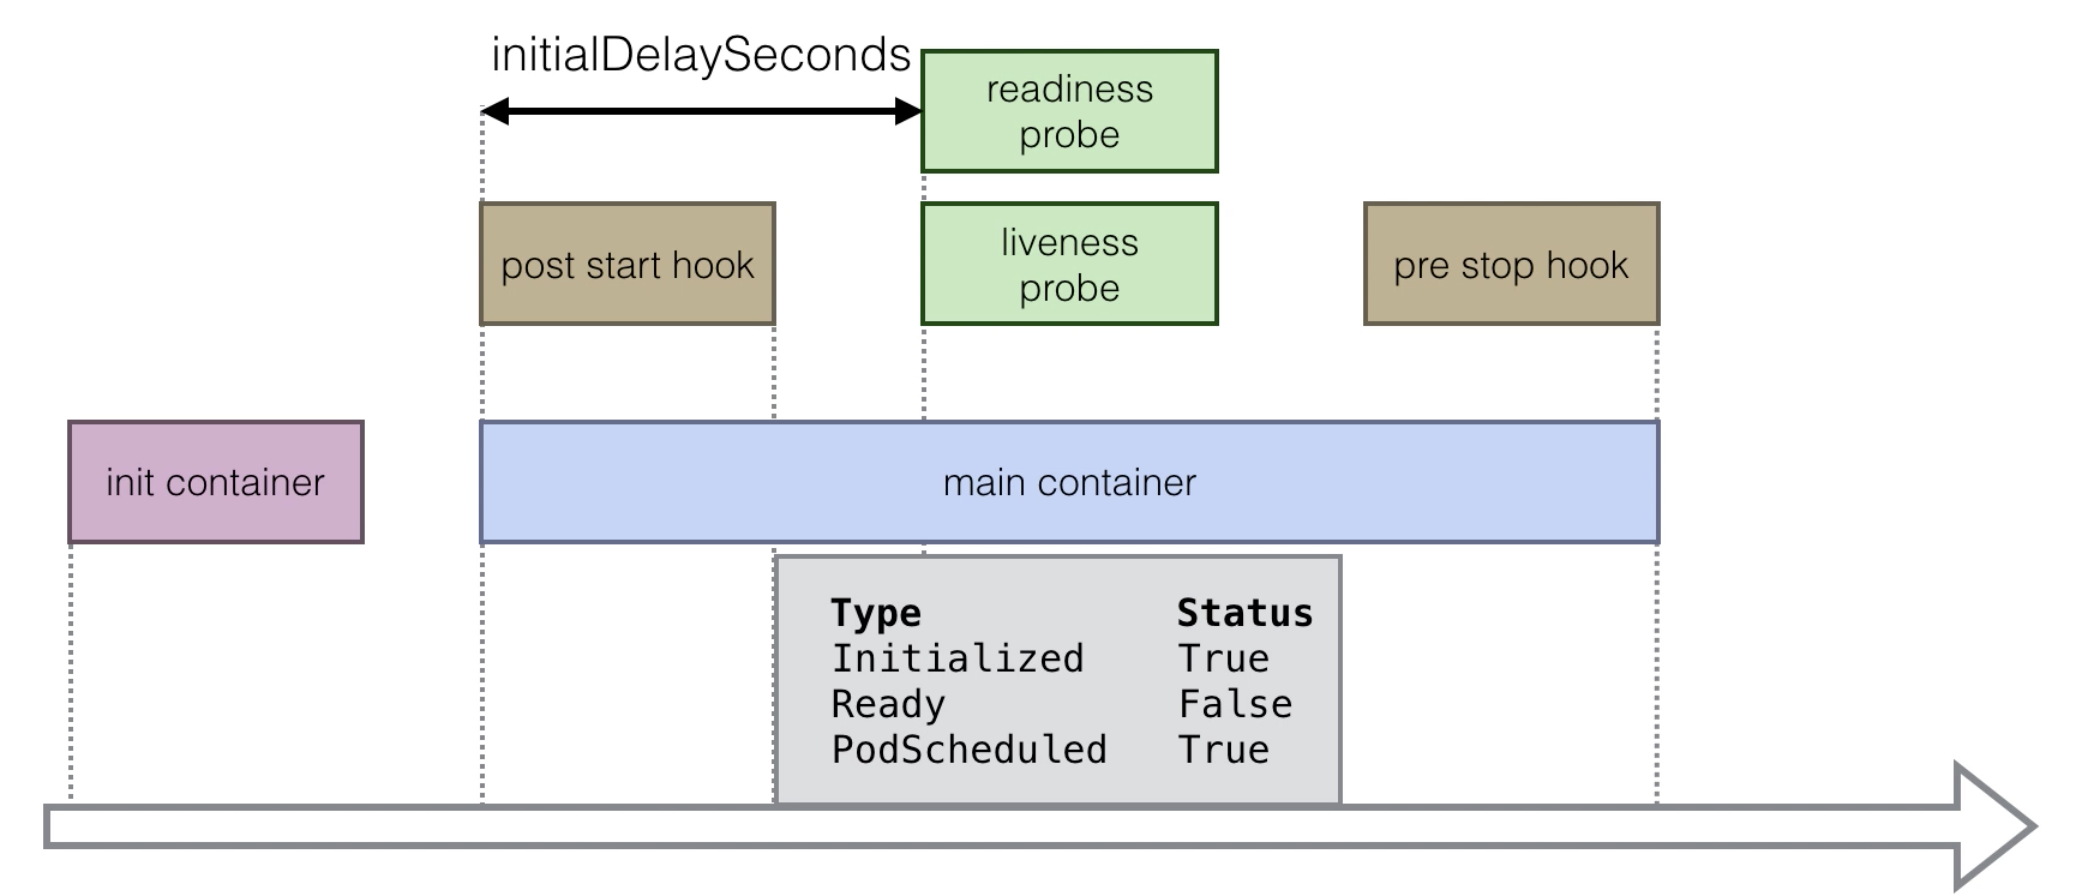 initialDelaySeconds
readiness
probe
post start hook
liveness
probe
pre stop hook
init container
main container
Type Status
Initialized True
Ready False
PodScheduled True